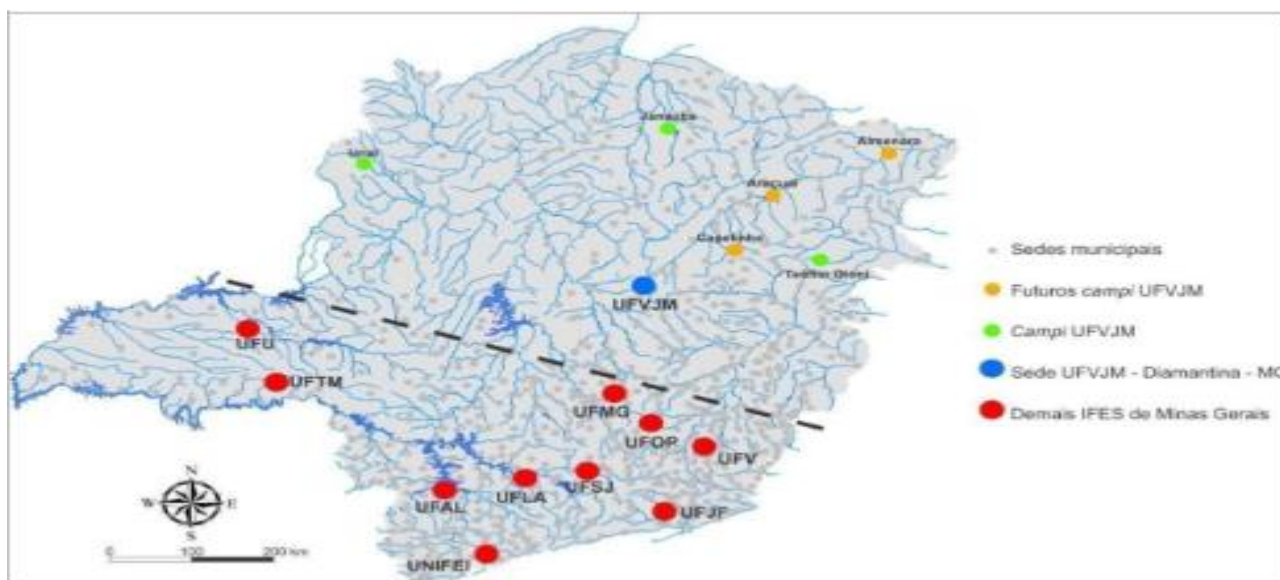 Janaúba
Almenara
Unaí
Araçuaí
Capelinha
Teófilo Otoni
Sedes municipais
Futuros campi UFVJM
UFVJM
Campi UFVJM
UFU
Sede UFVJM - Diamantina - MG
UFTM
UFMG
Demais IFES de Minas Gerais
UFOP
UFV
UFSJ
UFLA
UFAL
UFJF
UNIFEI
N
W
E
S
0 100 200 km